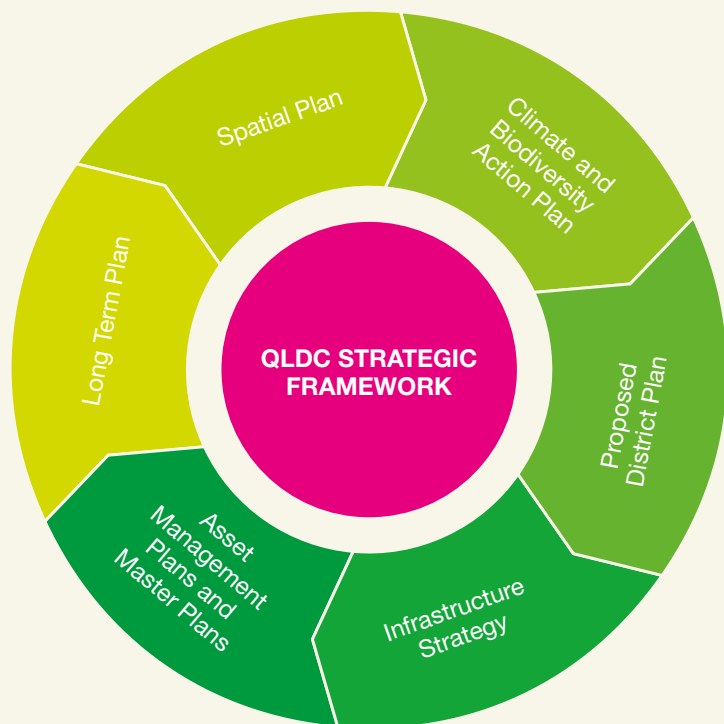 Spatial Plan
Climate and
Biodiversity
Action Plan
Proposed
District Plan
Infrastructure
Strategy
Asset
Management
Plans and
Master Plans
Long Term Plan
QLDC STRATEGIC
FRAMEWORK